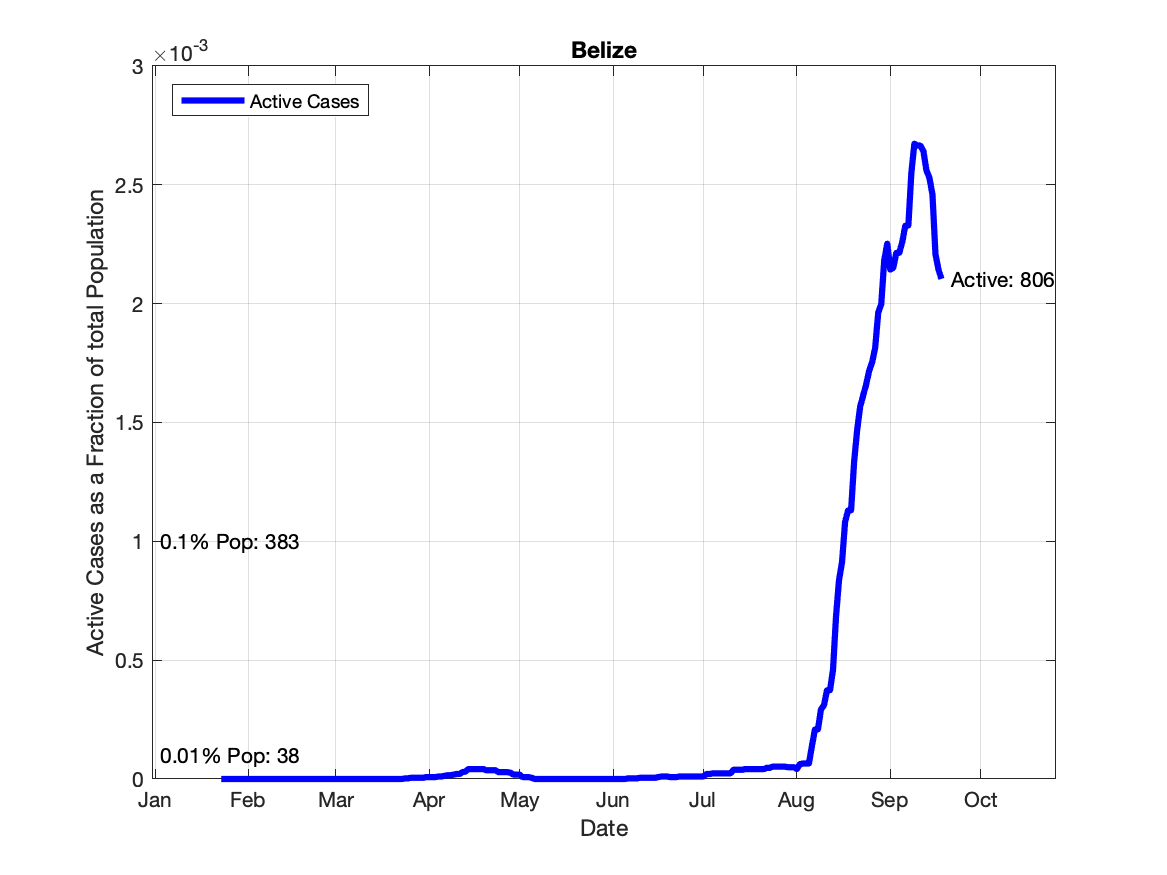 Belize
×10-3
3
2.5
2
1.5
1
0.5
0
Active Cases
Active: 806
0.1% Pop: 383
0.01% Pop: 38
Active Cases as a Fraction of total Population
Jan Feb Mar Apr May Jun Jul Aug Sep Oct
Date